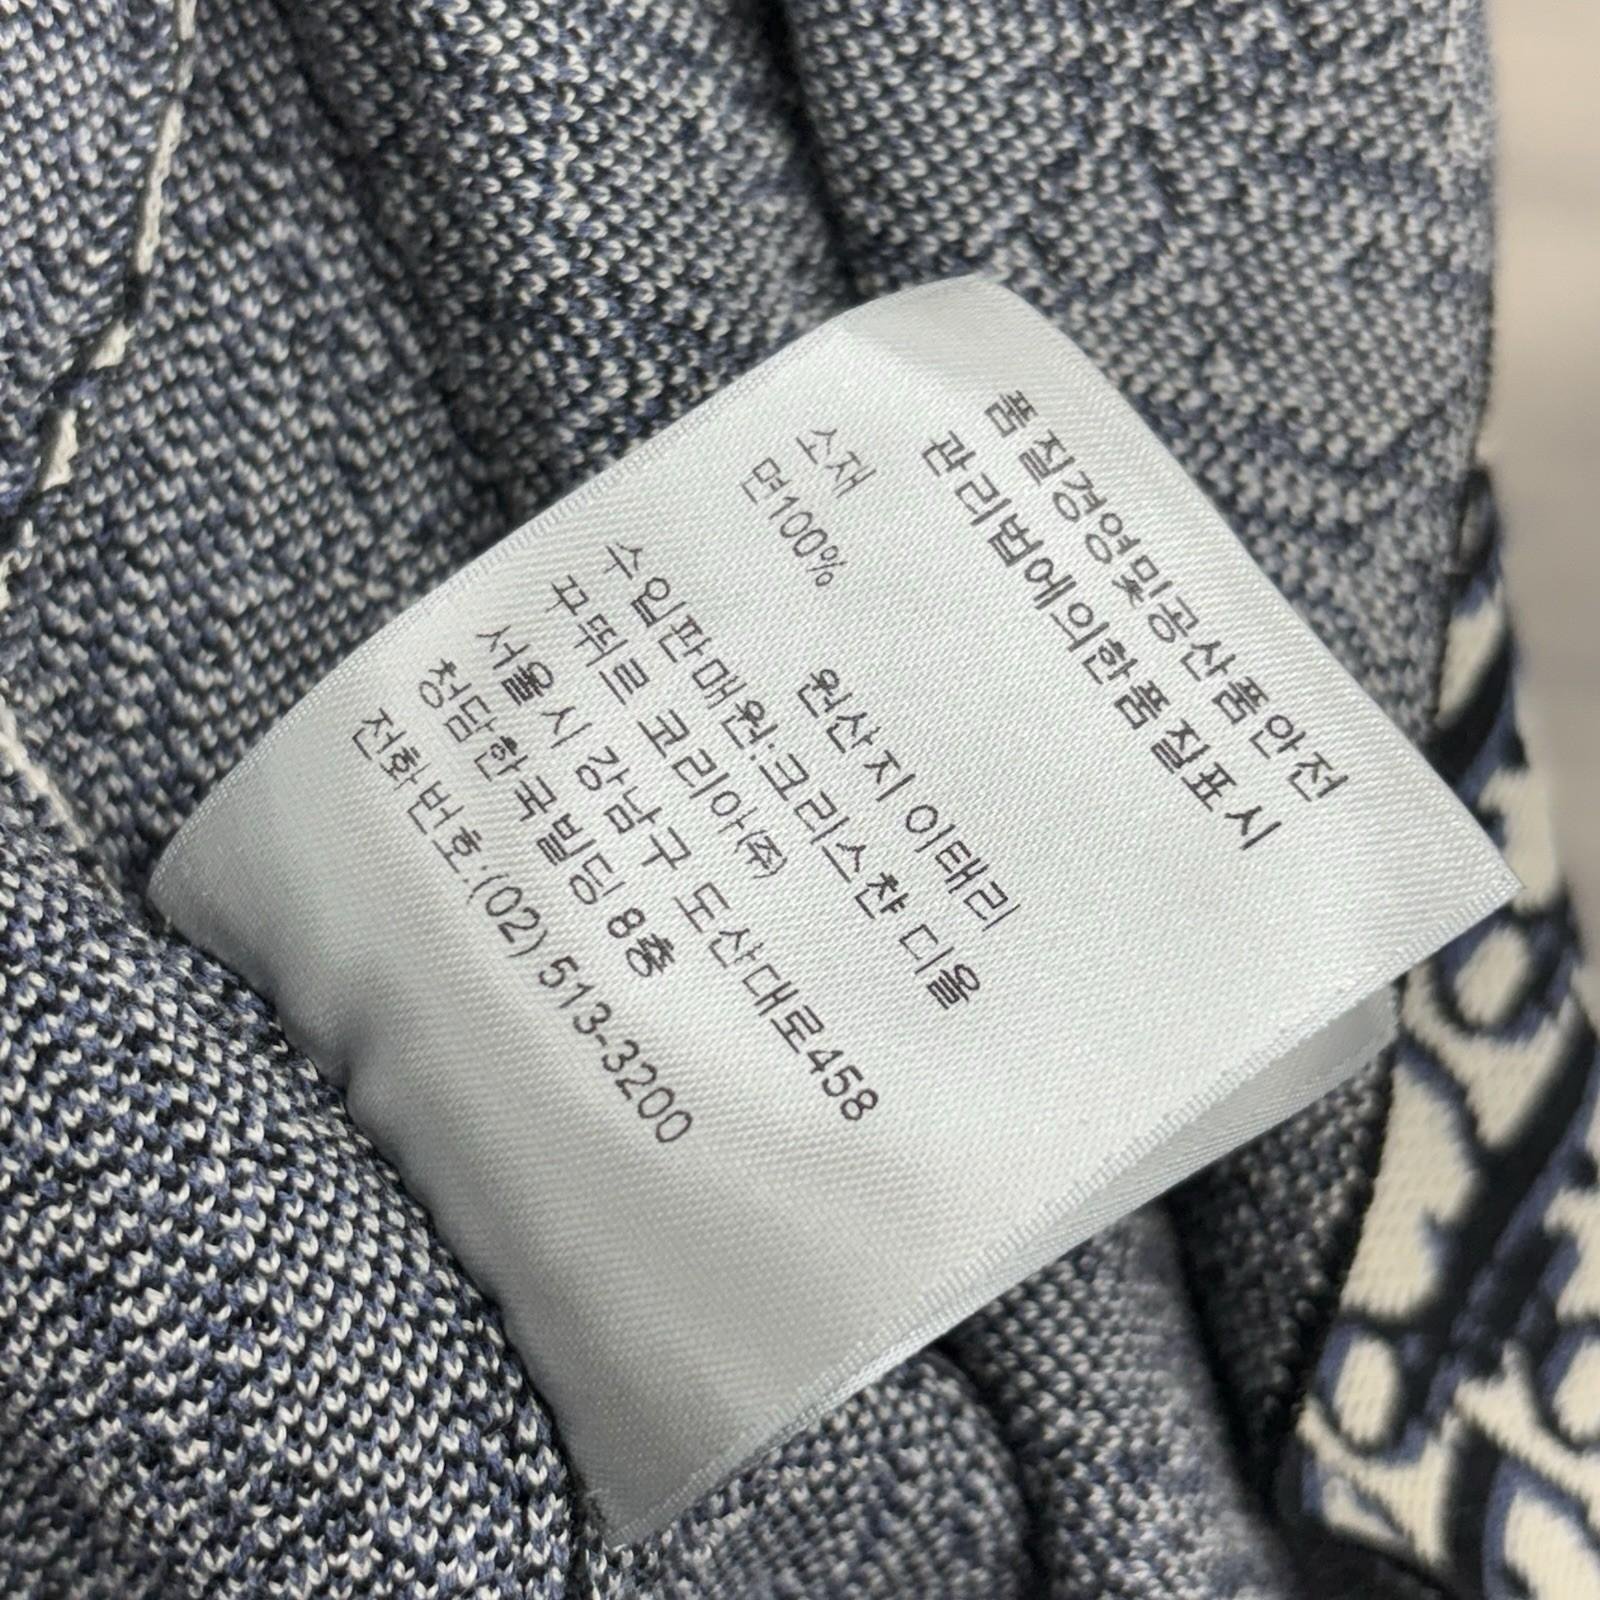 품질경영및공산품안전
관리법에의한품질표시
소재
면100%
원산지 이태리
수입판매원:크리스챤 디올
꾸뛰르 코리아(주)
서울시 강남구 도산대로458
청담한국빌딩 8층
전화번호:(02) 513-3200